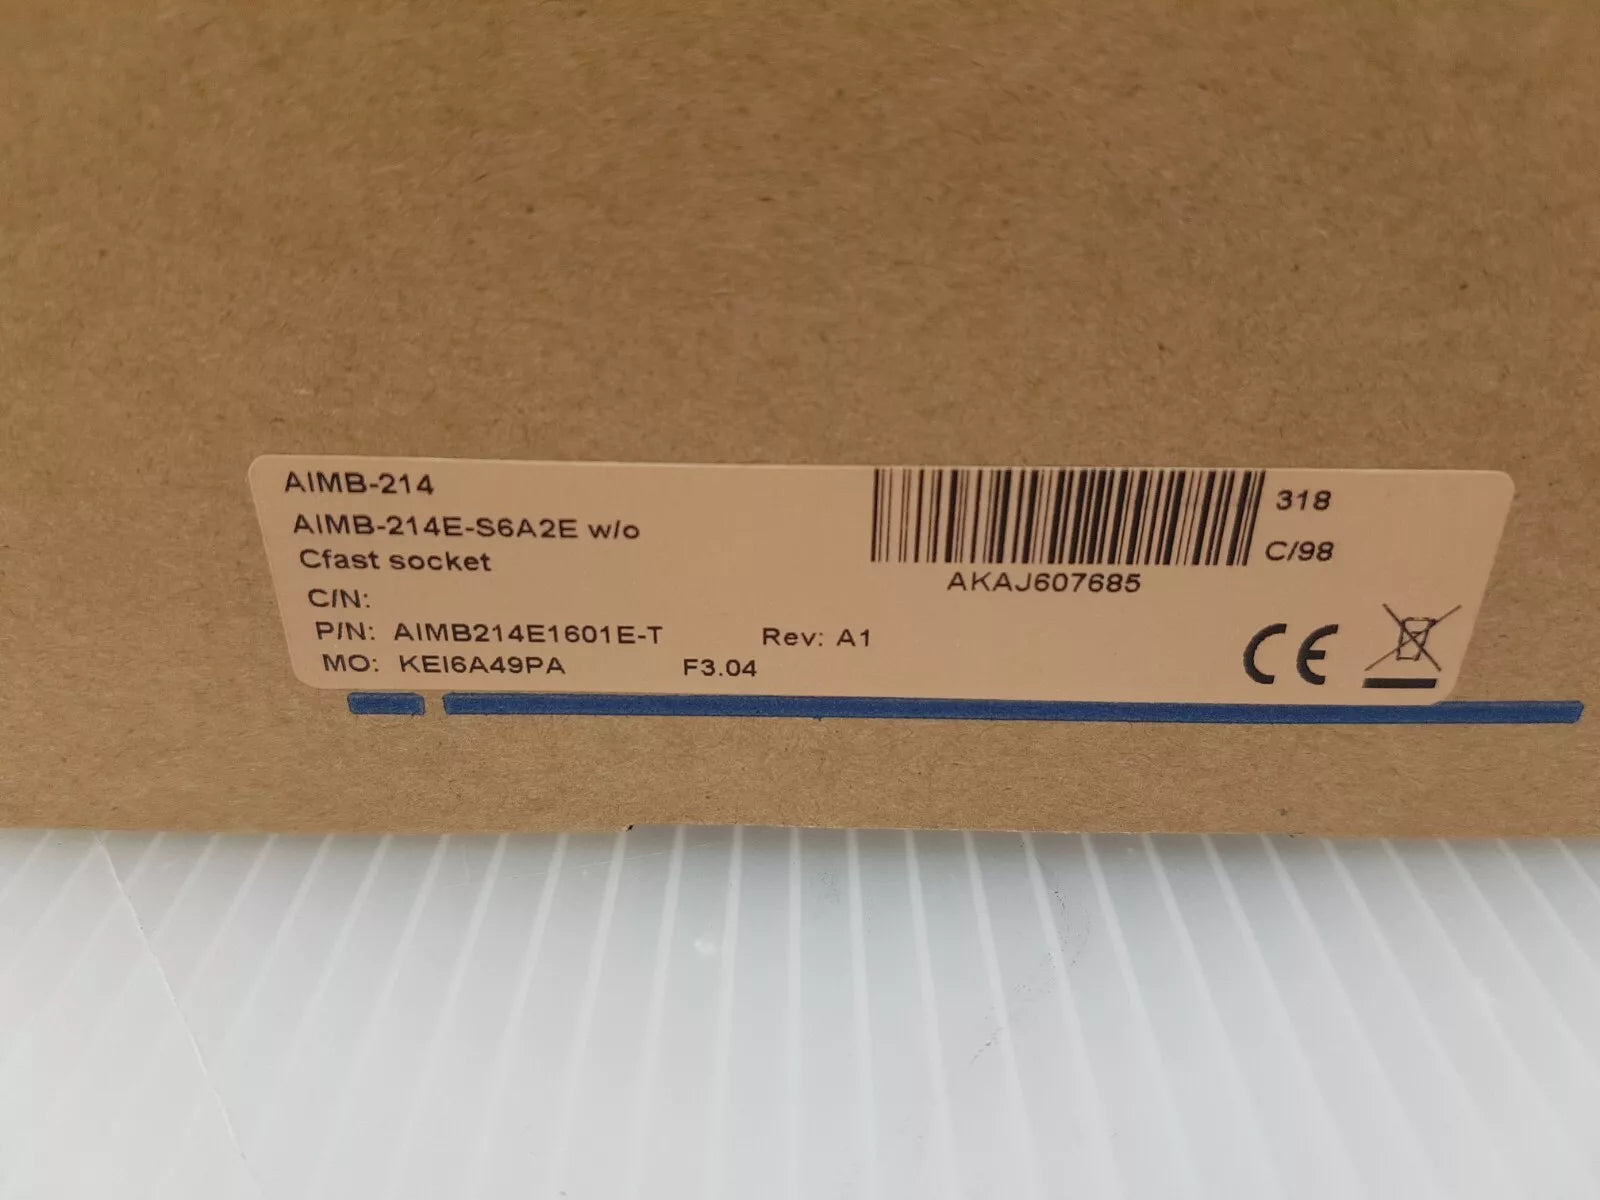 AIMB-214
AIMB-214E-S6A2E w/o
Cfast socket
C/N:
P/N: AIMB214E1601E-T Rev: A1
MO: KEI6A49PA F3.04
318
C/98
AKAJ607685
CE